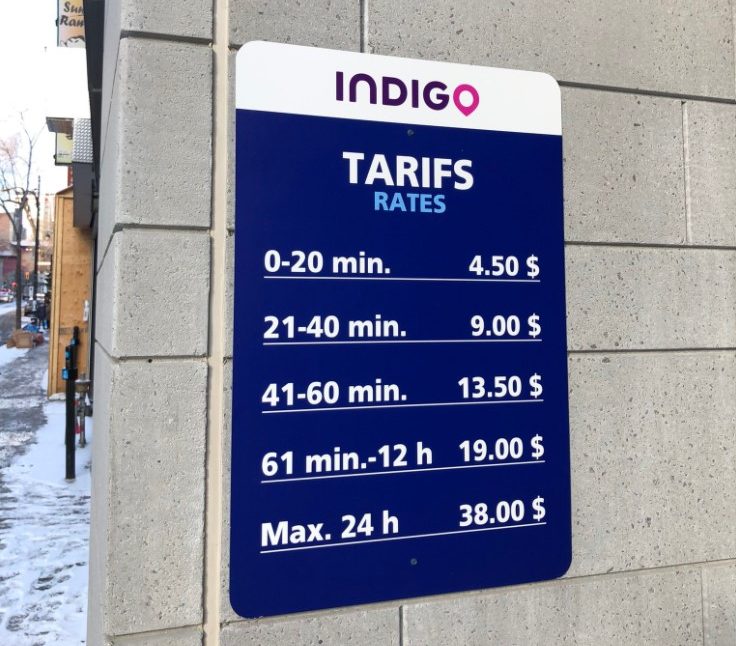 INDIGO
TARIFS
RATES
0-20 min. 4.50 $
21-40 min. 9.00 $
41-60 min. 13.50 $
61 min.-12 h 19.00 $
Max. 24 h 38.00 $